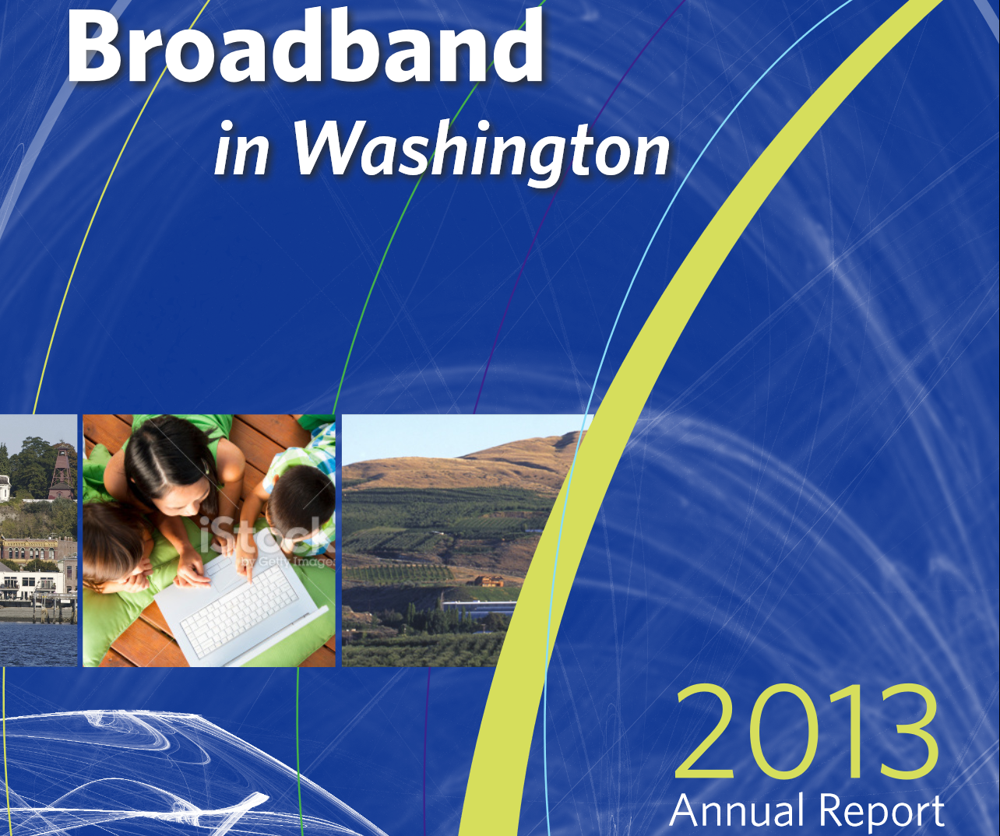 Broadband
in Washington
iStock
by Getty Images
2013
Annual Report